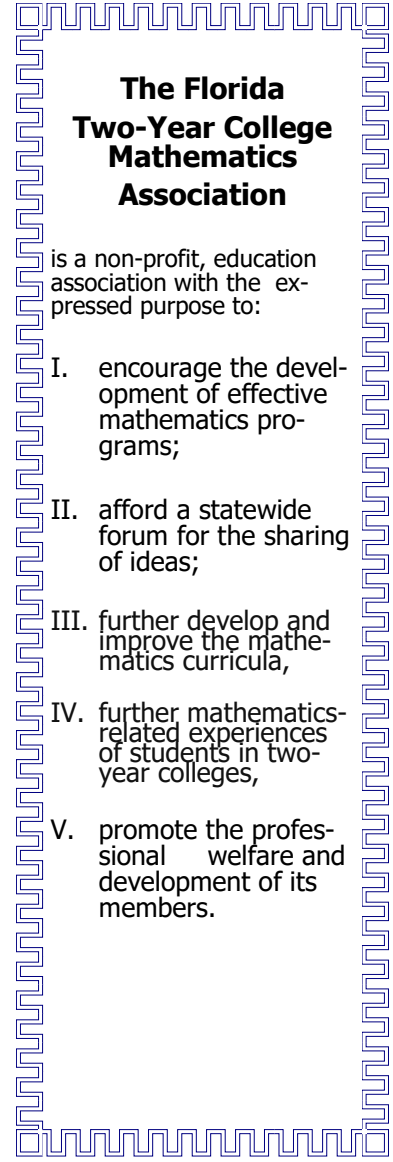 The Florida
Two-Year College
Mathematics
Association
is a non-profit, education
association with the  ex-
pressed purpose to:
I. encourage the devel-
opment of effective
mathematics pro-
grams;
II. afford a statewide
forum for the sharing
of ideas;
III. further develop and
improve the mathe-
matics curricula,
IV. further mathematics-
related experiences
of students in two-
year colleges,
V. promote the profes-
sional    welfare and
development of its
members.